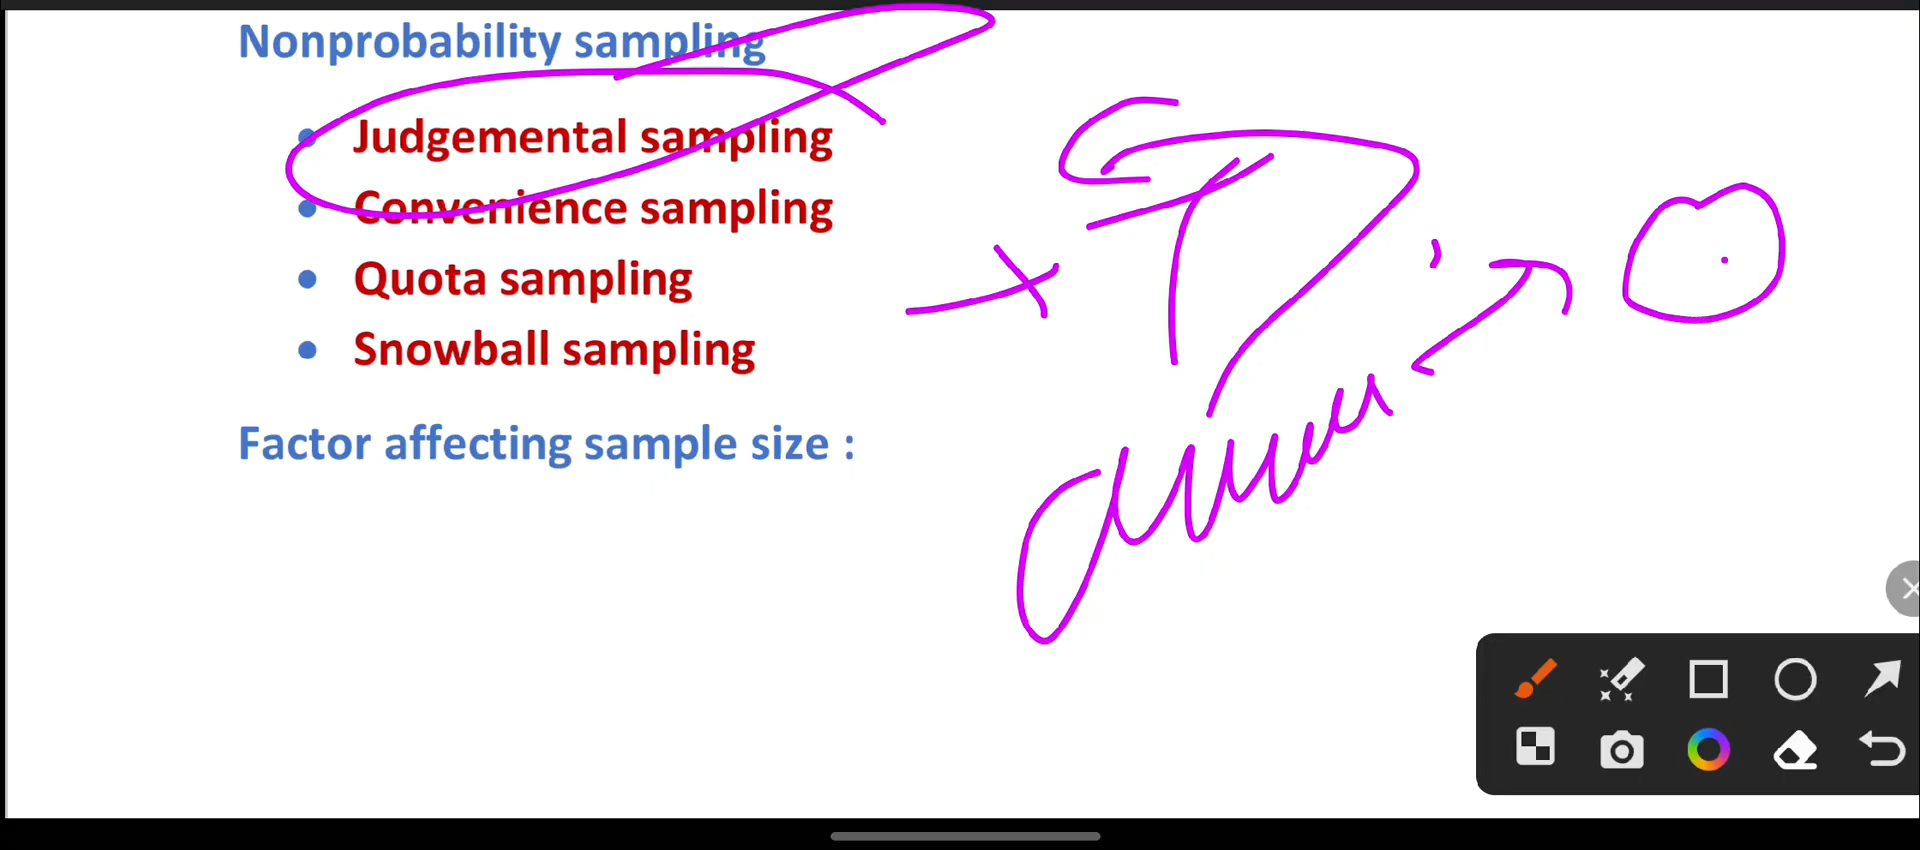 Nonprobability sampling
Judgemental sampling
Convenience sampling
Quota sampling
Snowball sampling
Factor affecting sample size :